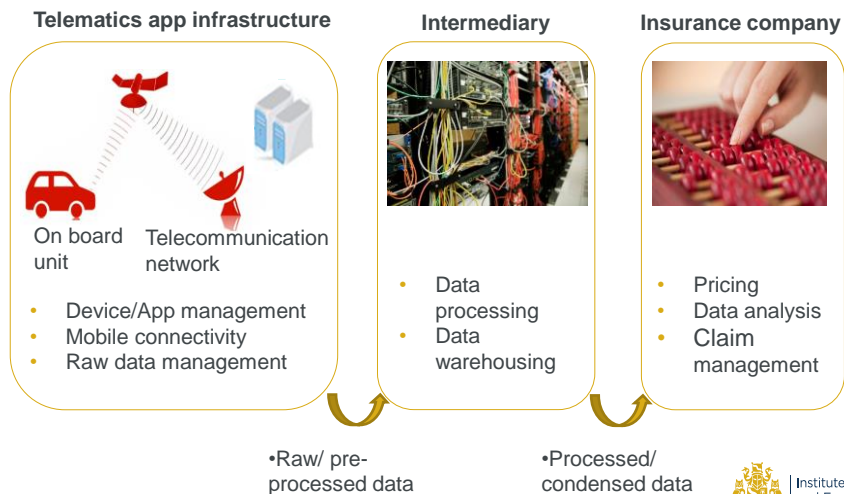 Telematics app infrastructure
Intermediary
Insurance company
On board
unit
Telecommunication
network
• Device/App management
• Mobile connectivity
• Raw data management
• Data
processing
• Data
warehousing
• Pricing
• Data analysis
• Claim
management
•Raw/ pre-
processed data
•Processed/
condensed data
Institute